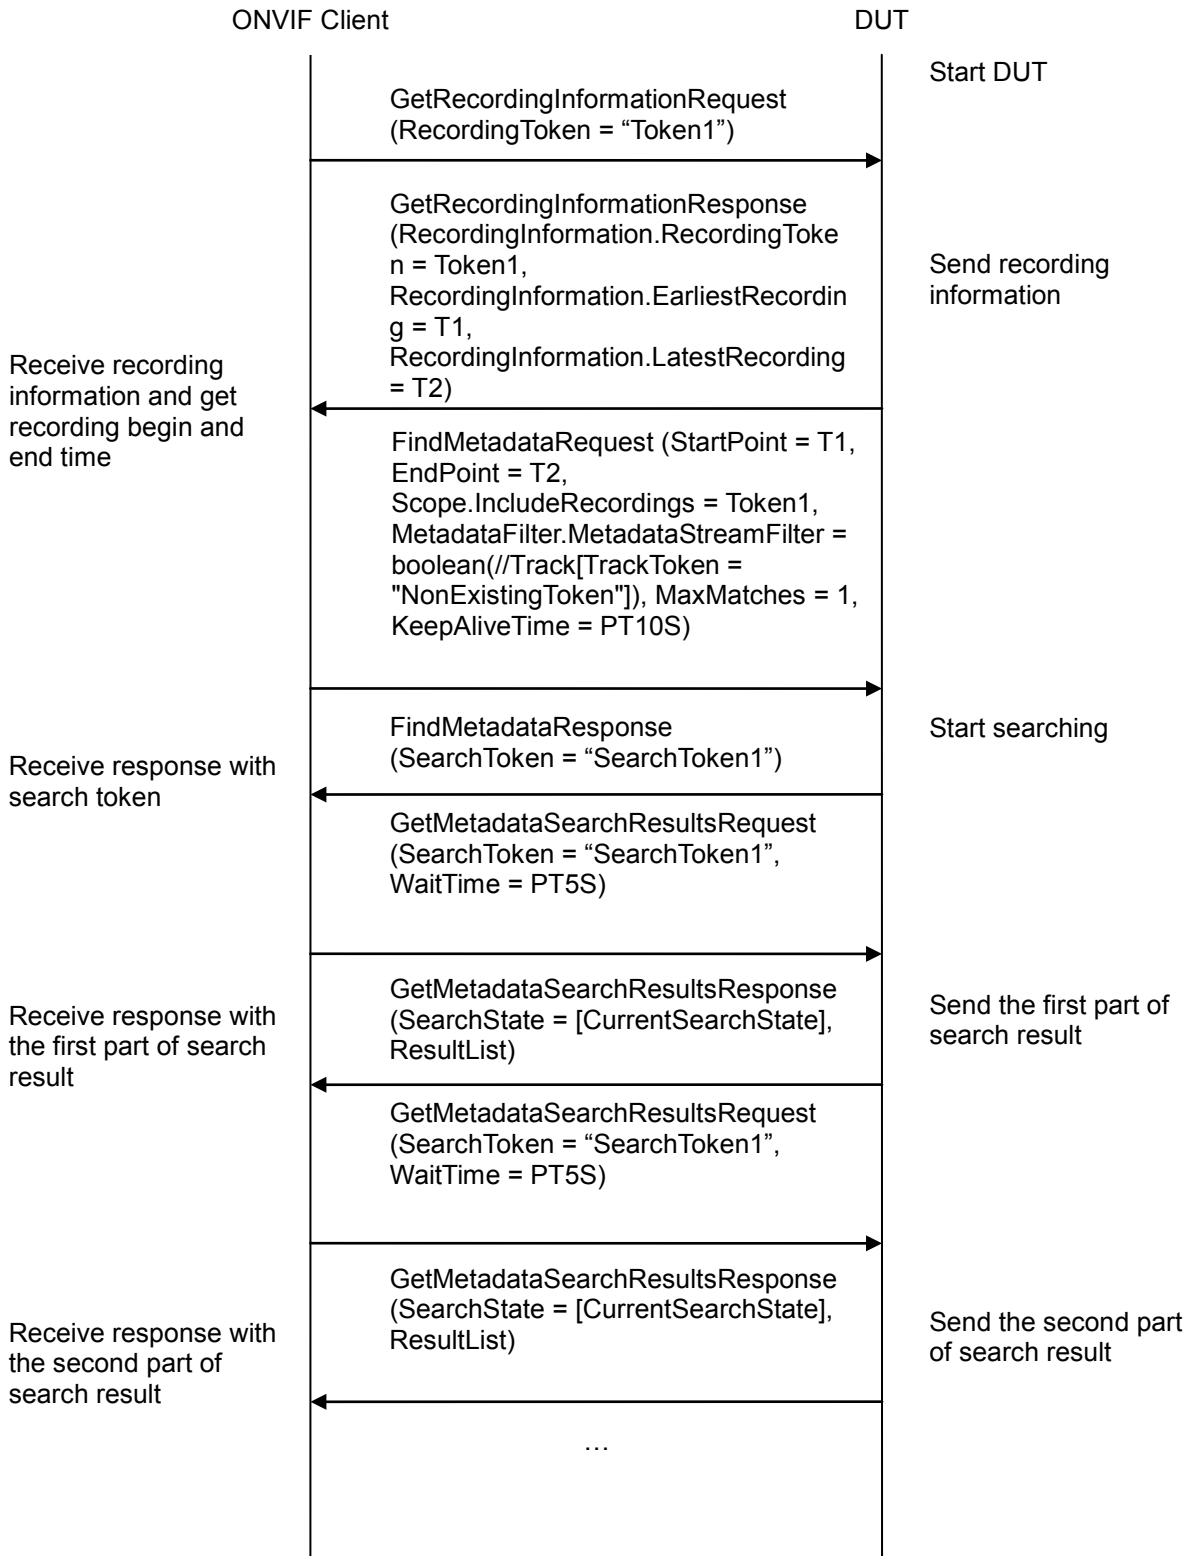 ONVIF Client
DUT
Start DUT
GetRecordingInformationRequest
(RecordingToken = “Token1”)
GetRecordingInformationResponse
(RecordingInformation.RecordingToke
n = Token1,
RecordingInformation.EarliestRecordin
g = T1,
RecordingInformation.LatestRecording
= T2)
Send recording
information
Receive recording
information and get
recording begin and
end time
FindMetadataRequest (StartPoint = T1,
EndPoint = T2,
Scope.IncludeRecordings = Token1,
MetadataFilter.MetadataStreamFilter =
boolean(//Track[TrackToken =
"NonExistingToken"]), MaxMatches = 1,
KeepAliveTime = PT10S)
FindMetadataResponse
(SearchToken = “SearchToken1”)
Start searching
Receive response with
search token
GetMetadataSearchResultsRequest
(SearchToken = “SearchToken1”,
WaitTime = PT5S)
GetMetadataSearchResultsResponse
(SearchState = [CurrentSearchState],
ResultList)
Send the first part of
search result
Receive response with
the first part of search
result
GetMetadataSearchResultsRequest
(SearchToken = “SearchToken1”,
WaitTime = PT5S)
GetMetadataSearchResultsResponse
(SearchState = [CurrentSearchState],
ResultList)
Send the second part
of search result
Receive response with
the second part of
search result
…